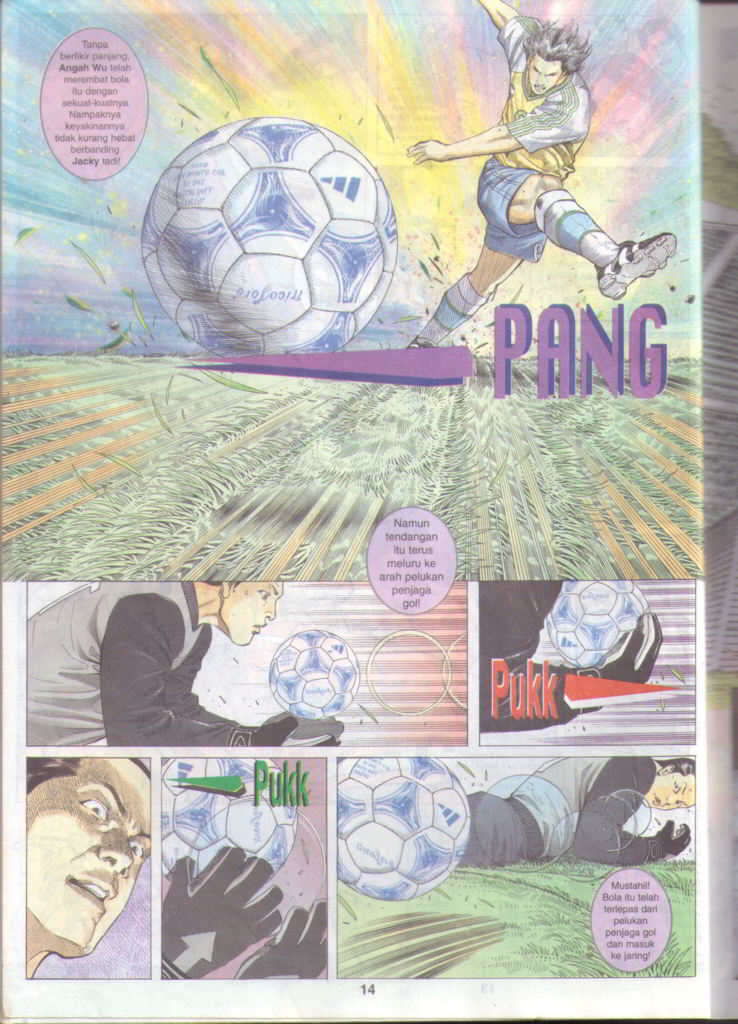 Tanpa
berfikir panjang,
Angah Wu telah
merembat bola
itu dengan
sekuat-kuatnya.
Nampaknya
keyakinannya
tidak kurang hebat
berbanding
Jacky tadi!
PANG
Namun
tendangan
itu terus
meluru ke
arah pelukan
penjaga
gol!
Pukk
Pukk
Mustahil!
Bola itu telah
terlepas dari
pelukan
penjaga gol
dan masuk
ke jaring!
14